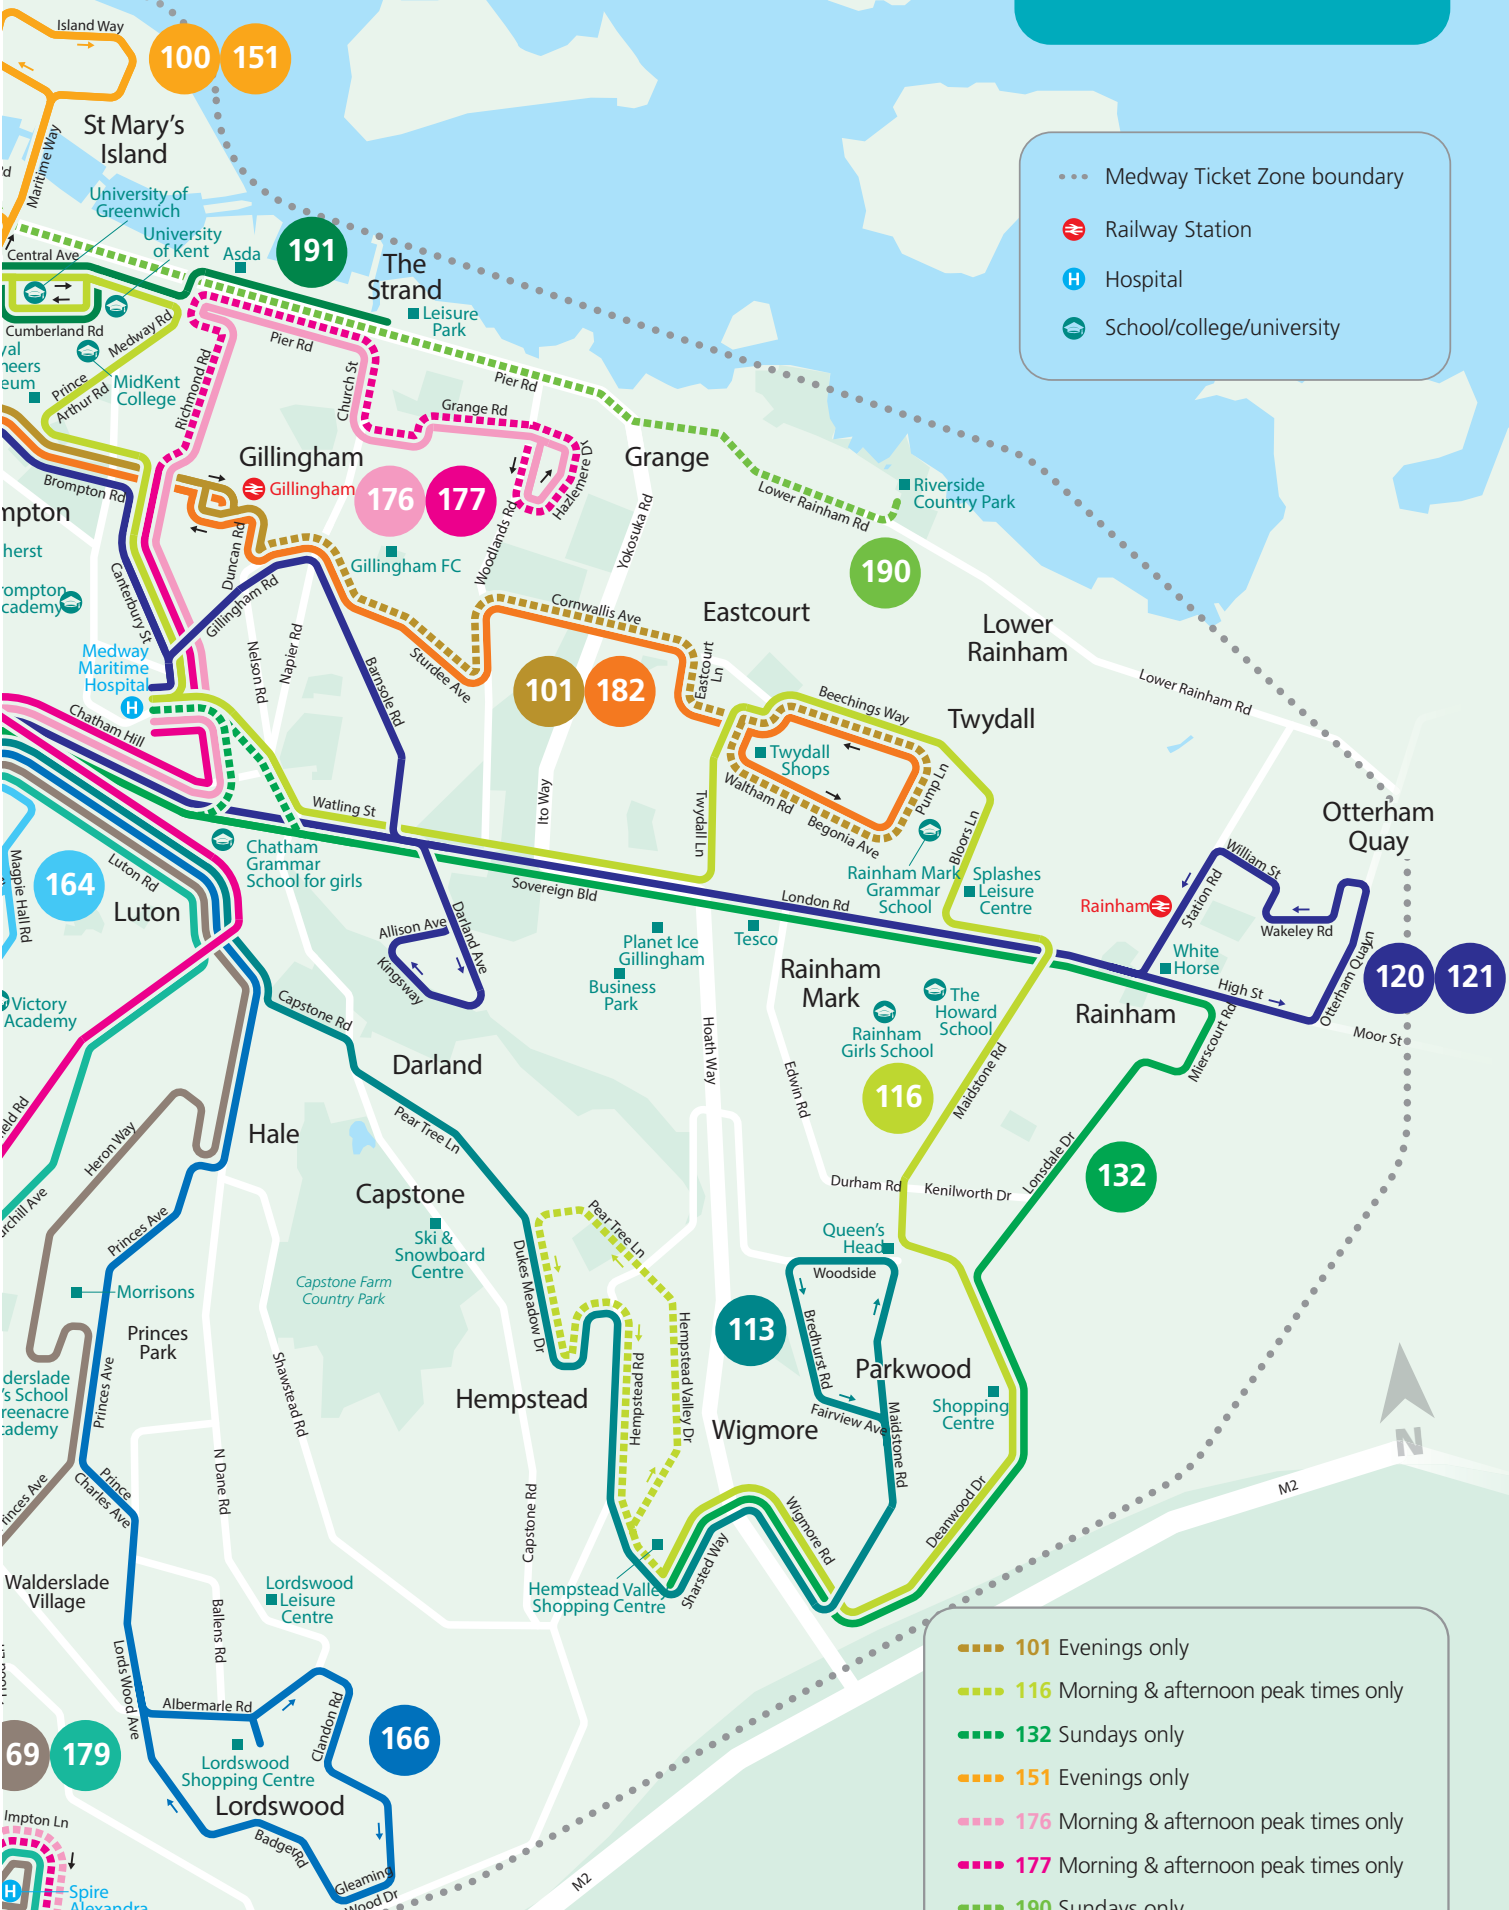 Island Way
100
151
St Mary's
Island
Maritime Way
University of
Greenwich
University
of Kent
Asda
191
Central Ave
Cumberland Rd
Medway Rd
The
Strand
Leisure
Park
Pier Rd
Prince
Arthur Rd
MidKent
College
Richmond Rd
Church St
Pier Rd
Grange Rd
Hazlemere Dr
Woodlands Rd
Yokosuka Rd
Gillingham
Gillingham
176
177
Grange
Riverside
Country Park
Lower Rainham Rd
190
Brompton Rd
Duncan Rd
Gillingham FC
Canterbury St
Gillingham Rd
Nelson Rd
Napier Rd
Barnsole Rd
Sturdee Ave
Cornwallis Ave
Eastcourt
Eastcourt
Ln
101
182
Lower
Rainham
Lower Rainham Rd
Medway
Maritime
Hospital
H
Chatham Hill
Beechings Way
Twydall
Twydall
Shops
Waltham Rd
Begonia Ave
Pump Ln
Bloors Ln
Twydall Ln
Ito Way
Watling St
Otterham
Quay
Chatham
Grammar
School for girls
Luton Rd
164
Magpie Hall Rd
Luton
Sovereign Bld
London Rd
Rainham Mark
Grammar
School
Splashes
Leisure
Centre
Rainham
William St
Station Rd
Wakeley Rd
White
Horse
High St
Otterham Quay
120
121
Moor St
Allison Ave
Darland Ave
Kingsway
Planet Ice
Gillingham
Business
Park
Tesco
Rainham
Mark
The
Howard
School
Rainham
Girls School
Rainham
Mierscourt Rd
Victory
Academy
Capstone Rd
Darland
Hoath Way
Edwin Rd
116
Maidstone Rd
Heron Way
Hale
Pear Tree Ln
Capstone
Durham Rd
Kenilworth Dr
Lonsdale Dr
132
Princes Ave
Ski &
Snowboard
Centre
Capstone Farm
Country Park
Dukes Meadow Dr
Pear Tree Ln
Queen's
Head
Woodside
Morrisons
Princes
Park
113
Bredhurst Rd
Parkwood
Princes Ave
Shawstead Rd
Hempstead
Hempstead Rd
Hempstead Valley Dr
Wigmore
Fairview Ave
Maidstone Rd
Shopping
Centre
Prince
Charles Ave
N Dane Rd
Capstone Rd
Wigmore Rd
Deanwood Dr
M2
N
Walderslade
Village
Lordswood
Leisure
Centre
Ballens Rd
Hempstead Valley
Shopping Centre
Sharsted Way
Lords Wood Ave
Albermarle Rd
Clandon Rd
166
69
179
Lordswood
Shopping Centre
Lordswood
Badger Rd
Gleaming
Wood Dr
M2
Impton Ln
H
Spire
Alexandra
Medway Ticket Zone boundary
Railway Station
H Hospital
School/college/university
101 Evenings only
116 Morning & afternoon peak times only
132 Sundays only
151 Evenings only
176 Morning & afternoon peak times only
177 Morning & afternoon peak times only
190 Sundays only